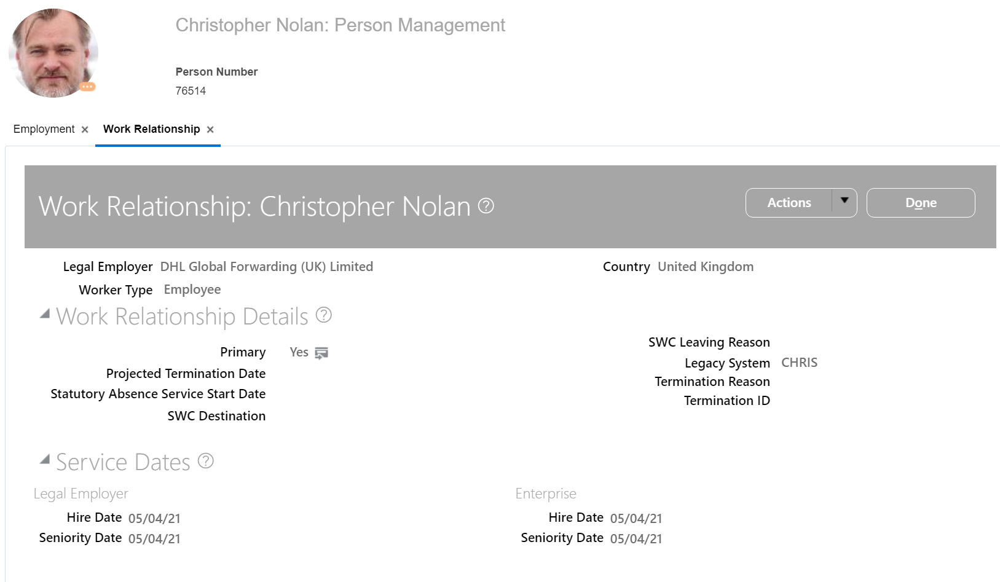 Christopher Nolan: Person Management
Person Number
76514
Employment
Work Relationship
Work Relationship: Christopher Nolan
Actions
Done
Legal Employer DHL Global Forwarding (UK) Limited
Country United Kingdom
Worker Type Employee
Work Relationship Details
Primary Yes
Projected Termination Date
Statutory Absence Service Start Date
SWC Destination
SWC Leaving Reason
Legacy System CHRIS
Termination Reason
Termination ID
Service Dates
Legal Employer
Hire Date 05/04/21
Seniority Date 05/04/21
Enterprise
Hire Date 05/04/21
Seniority Date 05/04/21